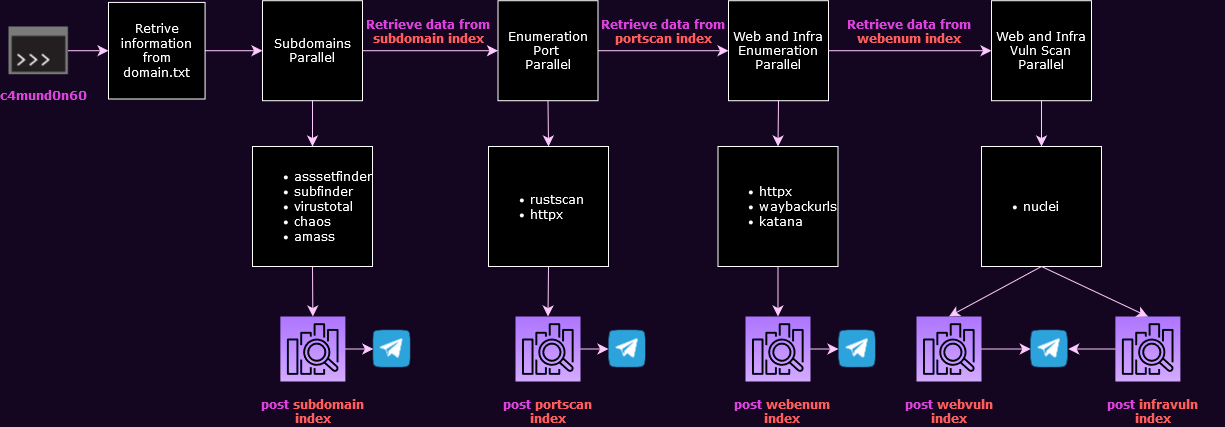 >>>
c4mund0n60
Retrive
information
from
domain.txt
Subdomains
Parallel
Retrieve data from
subdomain index
Enumeration
Port
Parallel
Retrieve data from
portscan index
Web and Infra
Enumeration
Parallel
Retrieve data from
webenum index
Web and Infra
Vuln Scan
Parallel
• asssetfinder
• subfinder
• virustotal
• chaos
• amass
• rustscan
• httpx
• httpx
• waybackurls
• katana
• nuclei
post subdomain
index
post portscan
index
post webenum
index
post webvuln
index
post infravuln
index